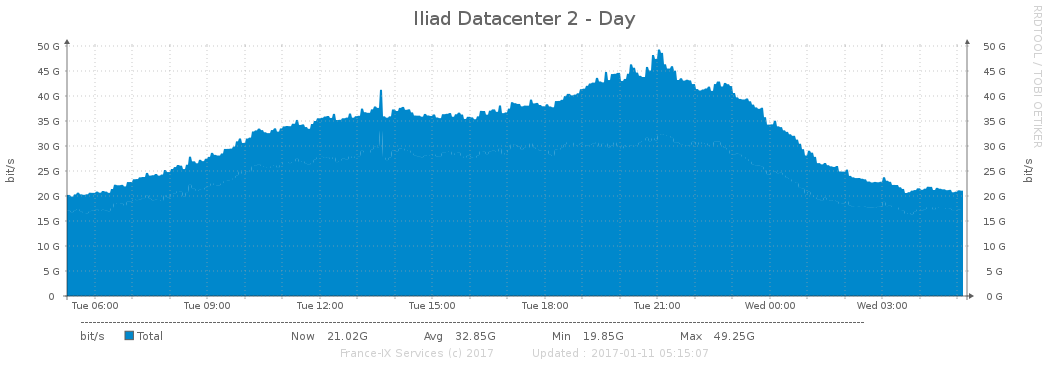 Iliad Datacenter 2 - Day
RRDTOOL / TOBI OETIKER
50 G 50 G
45 G 45 G
40 G 40 G
35 G 35 G
30 G 30 G
25 G 25 G
20 G 20 G
15 G 15 G
10 G 10 G
5 G 5 G
0 0 G
bit/s bit/s
Tue 06:00 Tue 09:00 Tue 12:00 Tue 15:00 Tue 18:00 Tue 21:00 Wed 00:00 Wed 03:00
bit/s Total Now 21.02G Avg 32.85G Min 19.85G Max 49.25G
France-IX Services (c) 2017 Updated : 2017-01-11 05:15:07